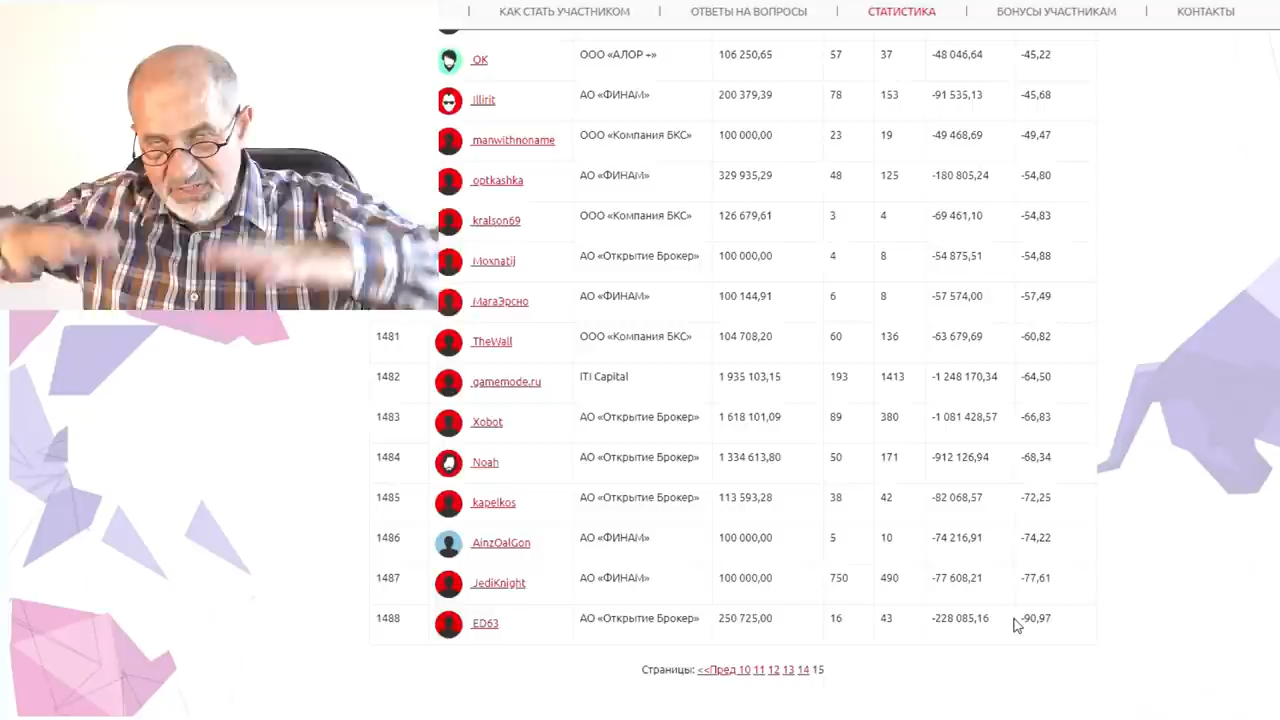 КАК СТАТЬ УЧАСТНИКОМ | ОТВЕТЫ НА ВОПРОСЫ | СТАТИСТИКА | БОНУСЫ УЧАСТНИКАМ | КОНТАКТЫ
OK ООО «АЛОР +» 106 250,65 57 37 -48 046,64 -45,22
Illirit АО «ФИНАМ» 200 379,39 78 153 -91 535,13 -45,68
manwithnoname ООО «Компания БКС» 100 000,00 23 19 -49 468,69 -49,47
optkashka АО «ФИНАМ» 329 935,29 48 125 -180 805,24 -54,80
kralson69 ООО «Компания БКС» 126 679,61 3 4 -69 461,10 -54,83
Moxnatij АО «Открытие Брокер» 100 000,00 4 8 -54 875,51 -54,88
МагаЭрсно АО «ФИНАМ» 100 144,91 6 8 -57 574,00 -57,49
1481 TheWall ООО «Компания БКС» 104 708,20 60 136 -63 679,69 -60,82
1482 gamemode.ru ITI Capital 1 935 103,15 193 1413 -1 248 170,34 -64,50
1483 Xobot АО «Открытие Брокер» 1 618 101,09 89 380 -1 081 428,57 -66,83
1484 Noah АО «Открытие Брокер» 1 334 613,80 50 171 -912 126,94 -68,34
1485 kapelkos АО «Открытие Брокер» 113 593,28 38 42 -82 068,57 -72,25
1486 AinzOalGon АО «ФИНАМ» 100 000,00 5 10 -74 216,91 -74,22
1487 JediKnight АО «ФИНАМ» 100 000,00 750 490 -77 608,21 -77,61
1488 ED63 АО «Открытие Брокер» 250 725,00 16 43 -228 085,16 -90,97
Страницы: <<Пред 10 11 12 13 14 15